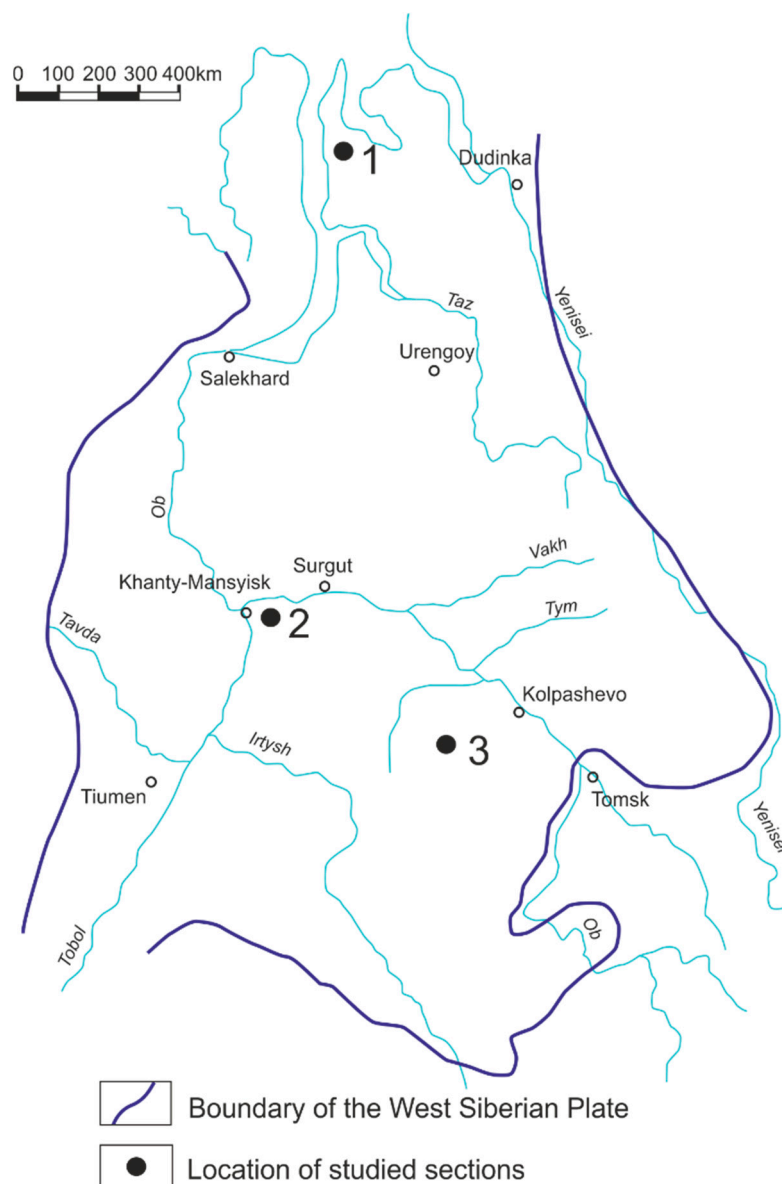 0 100 200 300 400km
1
Dudinka
Taz
Yenisei
Urengoy
Salekhard
Ob
Vakh
Surgut
Khanty-Mansyisk
Tym
2
Tavda
Kolpashevo
Irtysh
3
Tiumen
Tomsk
Yenisei
Ob
Tobol
Boundary of the West Siberian Plate
Location of studied sections